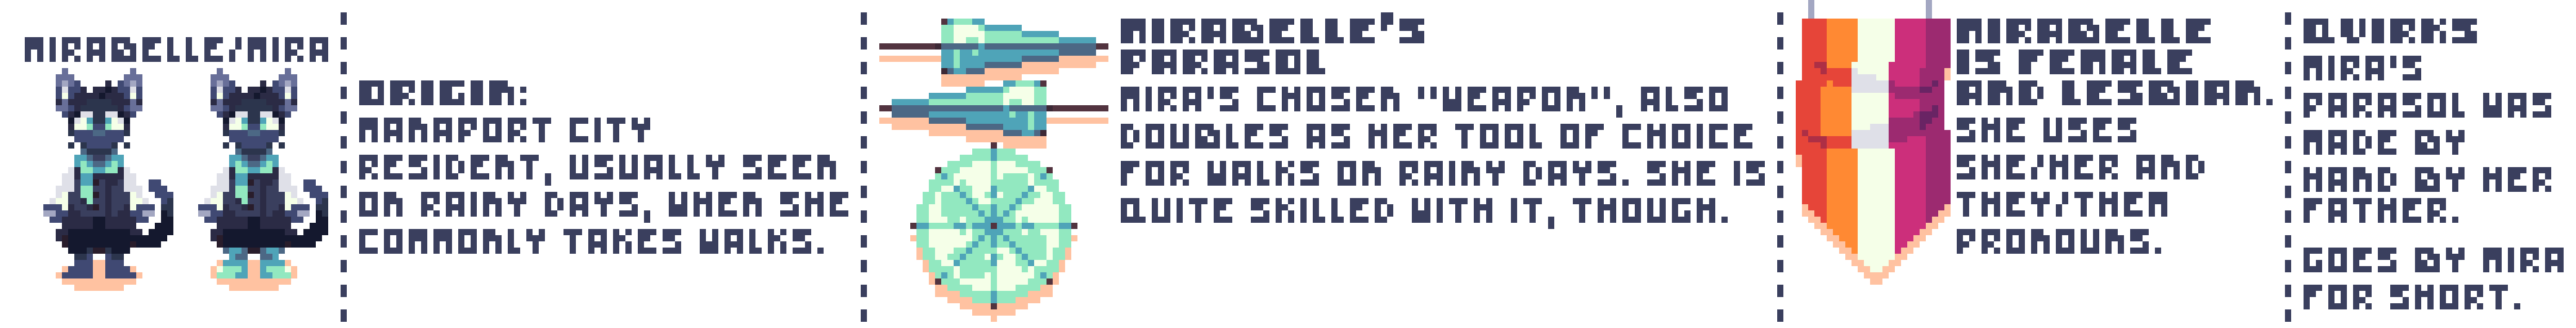 MIRABELLE/MIRA
ORIGIN:
MANAPORT CITY
RESIDENT, USUALLY SEEN
ON RAINY DAYS, WHEN SHE
COMMONLY TAKES WALKS.
MIRABELLE'S
PARASOL
MIRA'S CHOSEN "WEAPON", ALSO
DOUBLES AS HER TOOL OF CHOICE
FOR WALKS ON RAINY DAYS. SHE IS
QUITE SKILLED WITH IT, THOUGH.
MIRABELLE
IS FEMALE
AND LESBIAN.
SHE USES
SHE/HER AND
THEY/THEM
PRONOUNS.
QUIRKS
MIRA'S
PARASOL WAS
MADE BY
HAND BY HER
FATHER.
GOES BY MIRA
FOR SHORT.